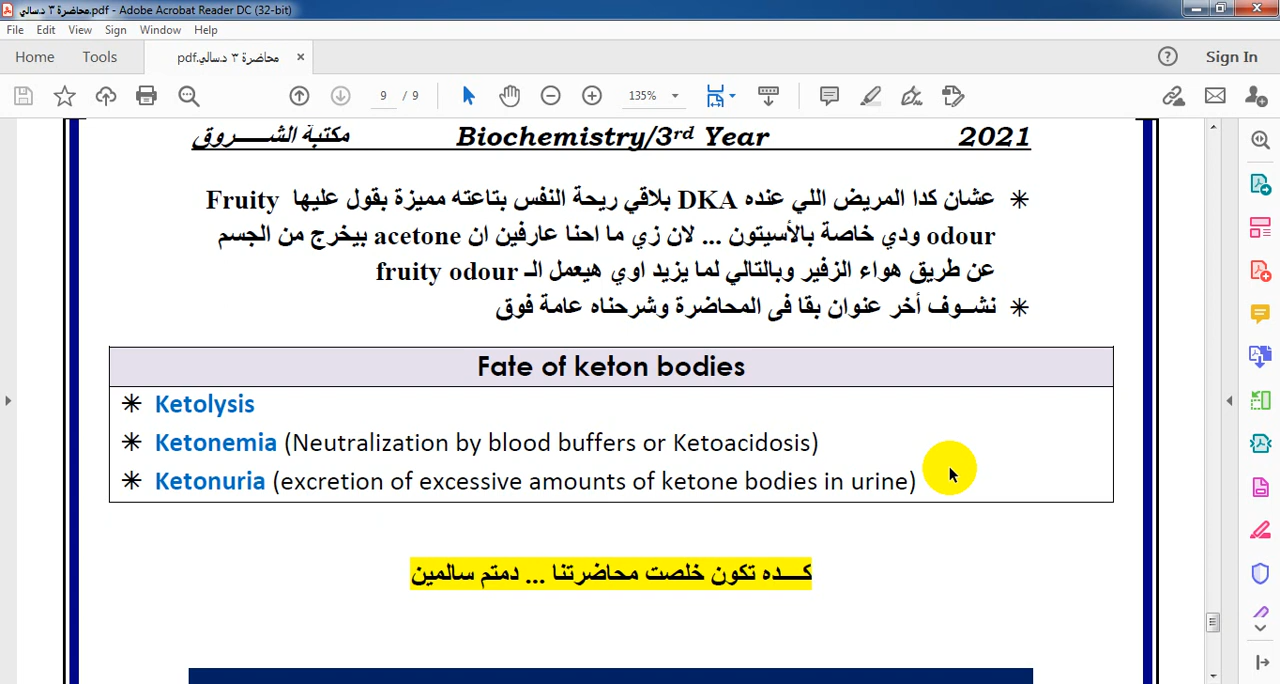 محاضرة ٣ د.سالي.pdf - Adobe Acrobat Reader DC (32-bit)
File Edit View Sign Window Help
Home Tools محاضرة ٣ د.سالي.pdf × Sign In
9 / 9 135%
مكتبة الشـــــروق Biochemistry/3rd Year 2021
✳ عشان كدا المريض اللي عنده DKA بلاقي ريحة النفس بتاعته مميزة بقول عليها Fruity
odour ودي خاصة بالأسيتون ... لان زي ما احنا عارفين ان acetone بيخرج من الجسم
عن طريق هواء الزفير وبالتالي لما يزيد اوي هيعمل الـ fruity odour
✳ نشــوف أخر عنوان بقا فى المحاضرة وشرحناه عامة فوق
Fate of keton bodies
✳ Ketolysis
✳ Ketonemia (Neutralization by blood buffers or Ketoacidosis)
✳ Ketonuria (excretion of excessive amounts of ketone bodies in urine)
كـــده تكون خلصت محاضرتنا ... دمتم سالمين